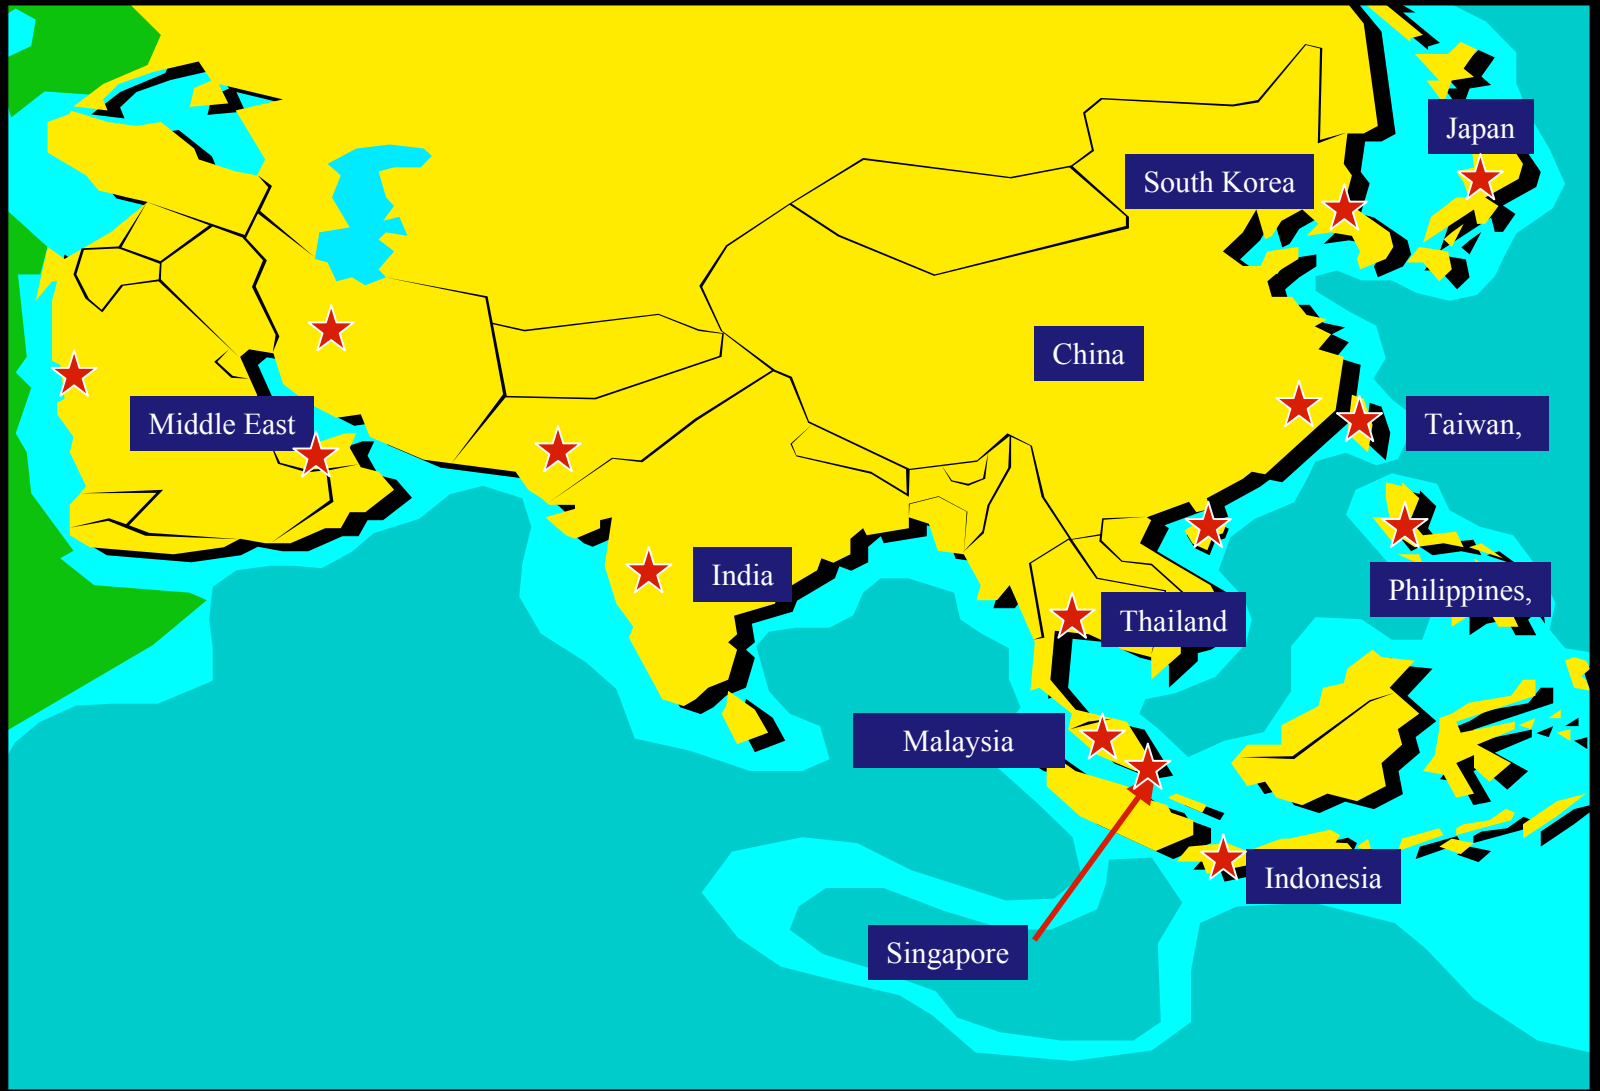 Japan
South Korea
China
Middle East
Taiwan,
India
Philippines,
Thailand
Malaysia
Indonesia
Singapore